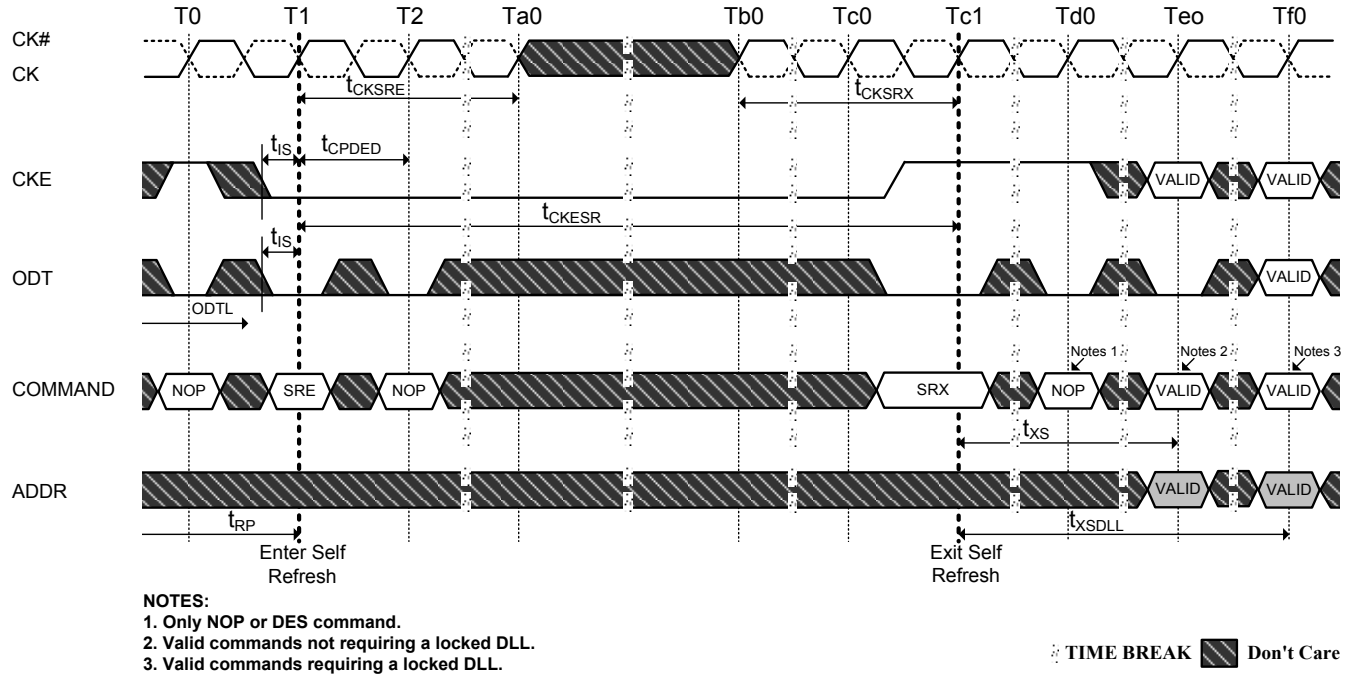 T0 T1 T2 Ta0 Tb0 Tc0 Tc1 Td0 Teo Tf0
CK#
CK
tCKSRE tCKSRX
tIS tCPDED
CKE VALID VALID
tCKESR
tIS
ODT VALID
ODTL
Notes 1 Notes 2 Notes 3
COMMAND NOP SRE NOP SRX NOP VALID VALID
tXS
ADDR VALID VALID
tRP tXSDLL
Enter Self Exit Self
Refresh Refresh
NOTES:
1. Only NOP or DES command.
2. Valid commands not requiring a locked DLL.
3. Valid commands requiring a locked DLL.
TIME BREAK Don't Care